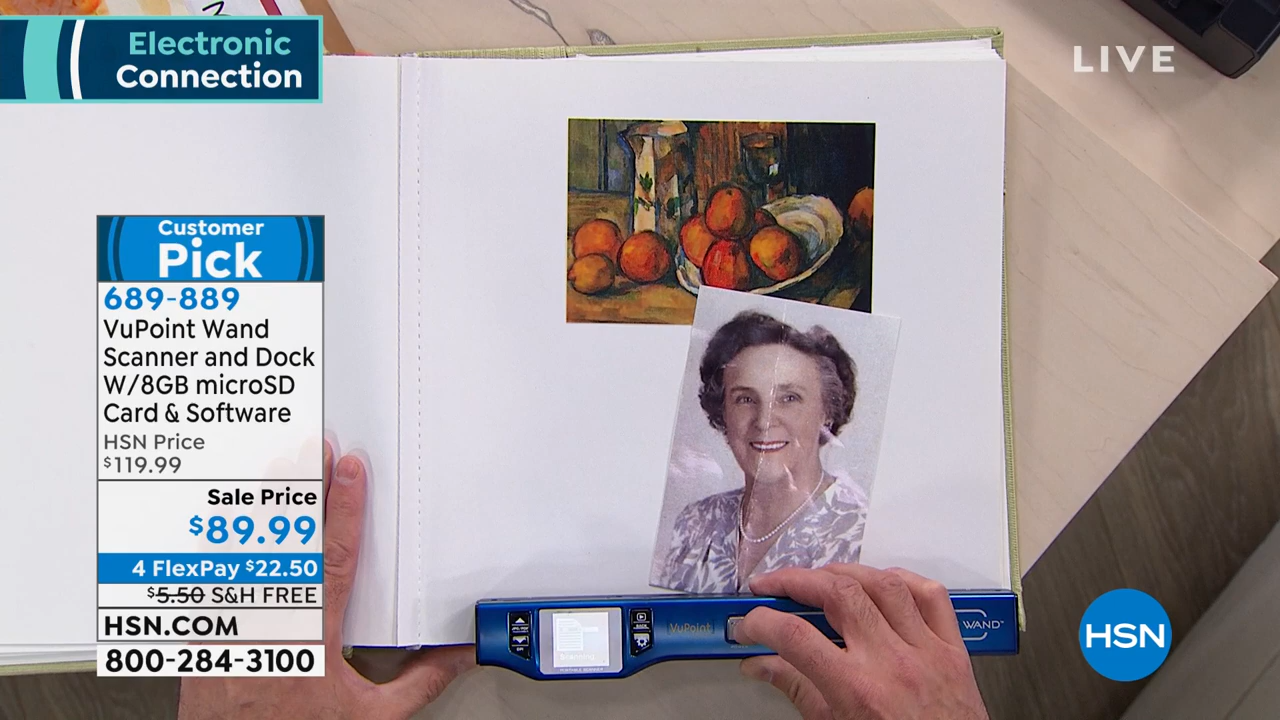 Electronic
Connection
LIVE
Customer
Pick
689-889
VuPoint Wand
Scanner and Dock
W/8GB microSD
Card & Software
HSN Price
$119.99
Sale Price
$89.99
4 FlexPay $22.50
$5.50 S&H FREE
HSN.COM
800-284-3100
VuPoint
WAND™
HSN